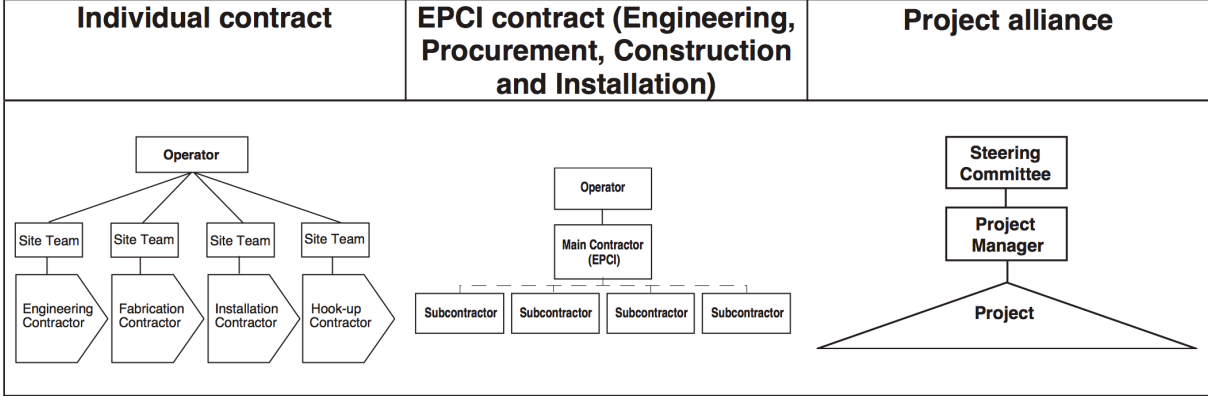 Individual contract
EPCI contract (Engineering,
Procurement, Construction
and Installation)
Project alliance
Operator
Site Team
Site Team
Site Team
Site Team
Engineering
Contractor
Fabrication
Contractor
Installation
Contractor
Hook-up
Contractor
Operator
Main Contractor
(EPCI)
Subcontractor
Subcontractor
Subcontractor
Subcontractor
Steering
Committee
Project
Manager
Project